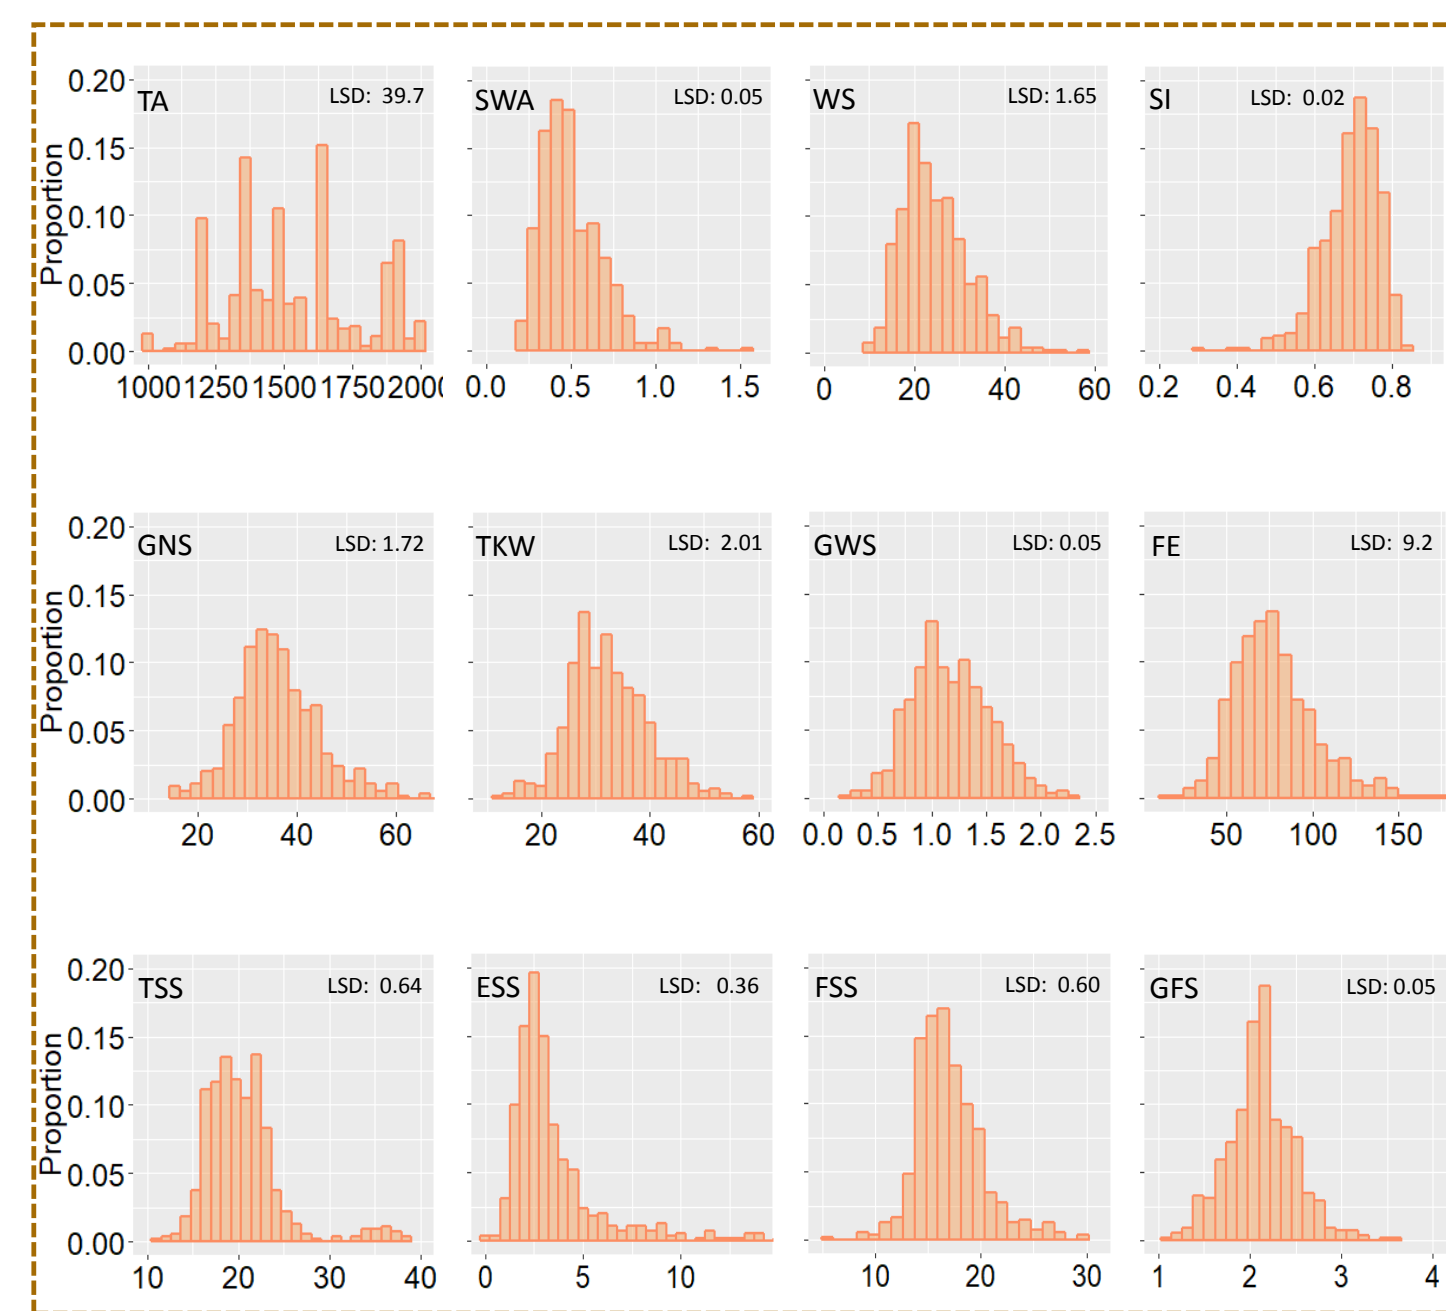 TA LSD: 39.7
SWA LSD: 0.05
WS LSD: 1.65
SI LSD: 0.02
Proportion
0.20
0.15
0.10
0.05
0.00
1000 1250 1500 1750 2000
0.0 0.5 1.0 1.5
0 20 40 60
0.2 0.4 0.6 0.8
GNS LSD: 1.72
TKW LSD: 2.01
GWS LSD: 0.05
FE LSD: 9.2
Proportion
0.20
0.15
0.10
0.05
0.00
20 40 60
20 40 60
0.0 0.5 1.0 1.5 2.0 2.5
50 100 150
TSS LSD: 0.64
ESS LSD: 0.36
FSS LSD: 0.60
GFS LSD: 0.05
Proportion
0.20
0.15
0.10
0.05
0.00
10 20 30 40
0 5 10
10 20 30
1 2 3 4